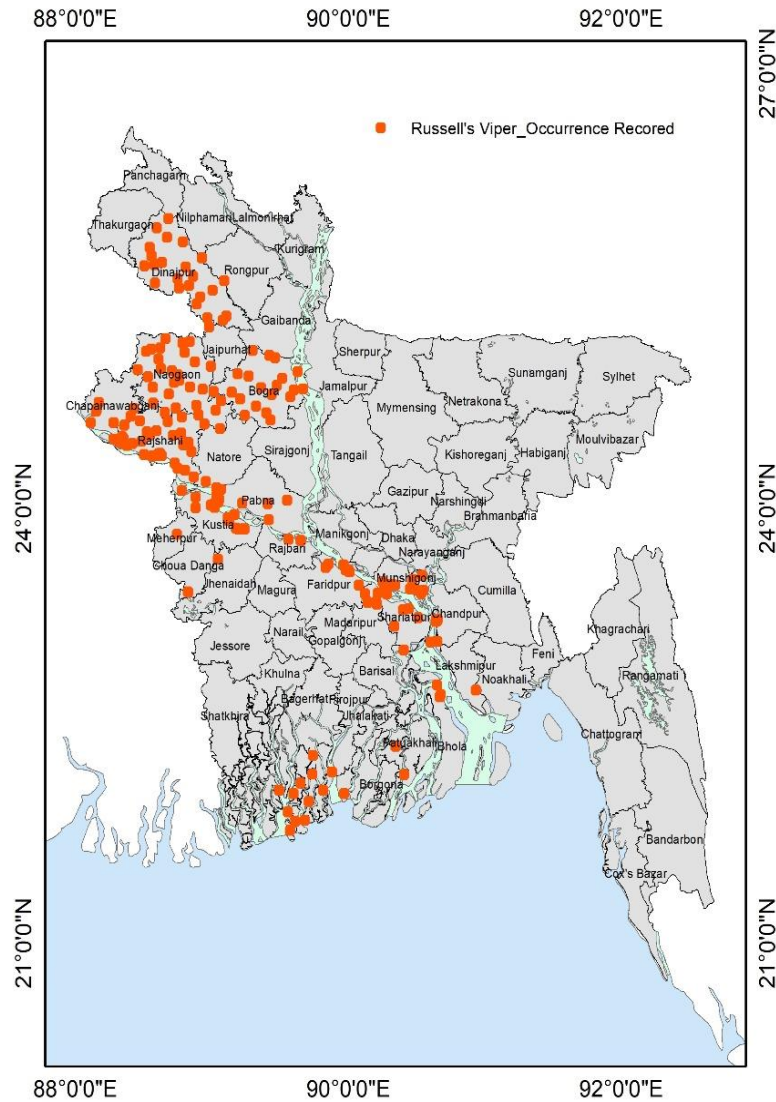 88°0'0"E 90°0'0"E 92°0'0"E
27°0'0"N
Russell's Viper_Occurrence Recored
Panchagarh
Thakurgaon
Nilphamari
Lalmonirhat
Kurigram
Dinajpur
Rongpur
Gaibanda
Sherpur
Jaipurhat
Naogaon
Bogra
Jamalpur
Sunamganj
Sylhet
Netrakona
Mymensing
Chapainawabganj
Moulvibazar
Rajshahi
Natore
Sirajgonj
Tangail
Kishoreganj
Habiganj
Gazipur
Narshingdi
Pabna
Brahmanbaria
24°0'0"N 24°0'0"N
Kustia
Meherpur
Manikgonj
Dhaka
Rajbari
Narayanganj
Choua Danga
Jhenaidah
Magura
Faridpur
Munshigonj
Cumilla
Shariatpur
Chandpur
Madaripur
Narail
Gopalgonj
Jessore
Khagrachari
Feni
Lakshmipur
Khulna
Barisal
Noakhali
Rangamati
Bagerhat
Pirojpur
Shatkhira
Jhalakati
Patuakhali
Bhola
Chattogram
Borgona
Bandarbon
Cox's Bazar
21°0'0"N 21°0'0"N
88°0'0"E 90°0'0"E 92°0'0"E